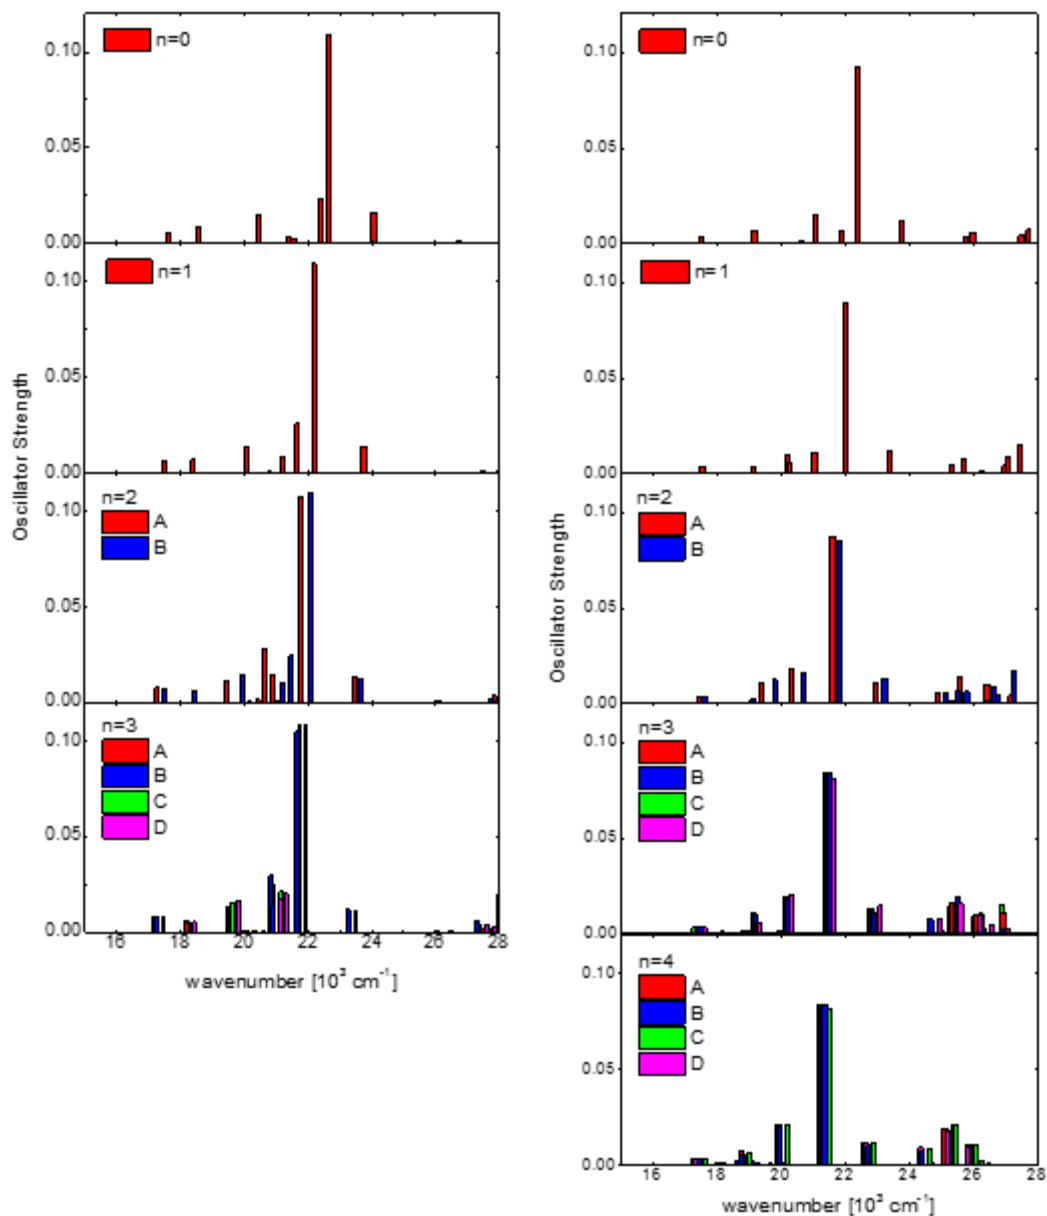 0.10
n=0
0.05
0.00
n=1
0.10
0.05
0.00
n=2
0.10
A
B
0.05
0.00
n=3
0.10
A
B
C
D
0.05
0.00
16 18 20 22 24 26 28
wavenumber [10³ cm⁻¹]
Oscillator Strength
0.10
n=0
0.05
0.00
n=1
0.10
0.05
0.00
n=2
0.10
A
B
0.05
0.00
n=3
0.10
A
B
C
D
0.05
0.00
n=4
0.10
A
B
C
D
0.05
0.00
16 18 20 22 24 26 28
wavenumber [10³ cm⁻¹]
Oscillator Strength